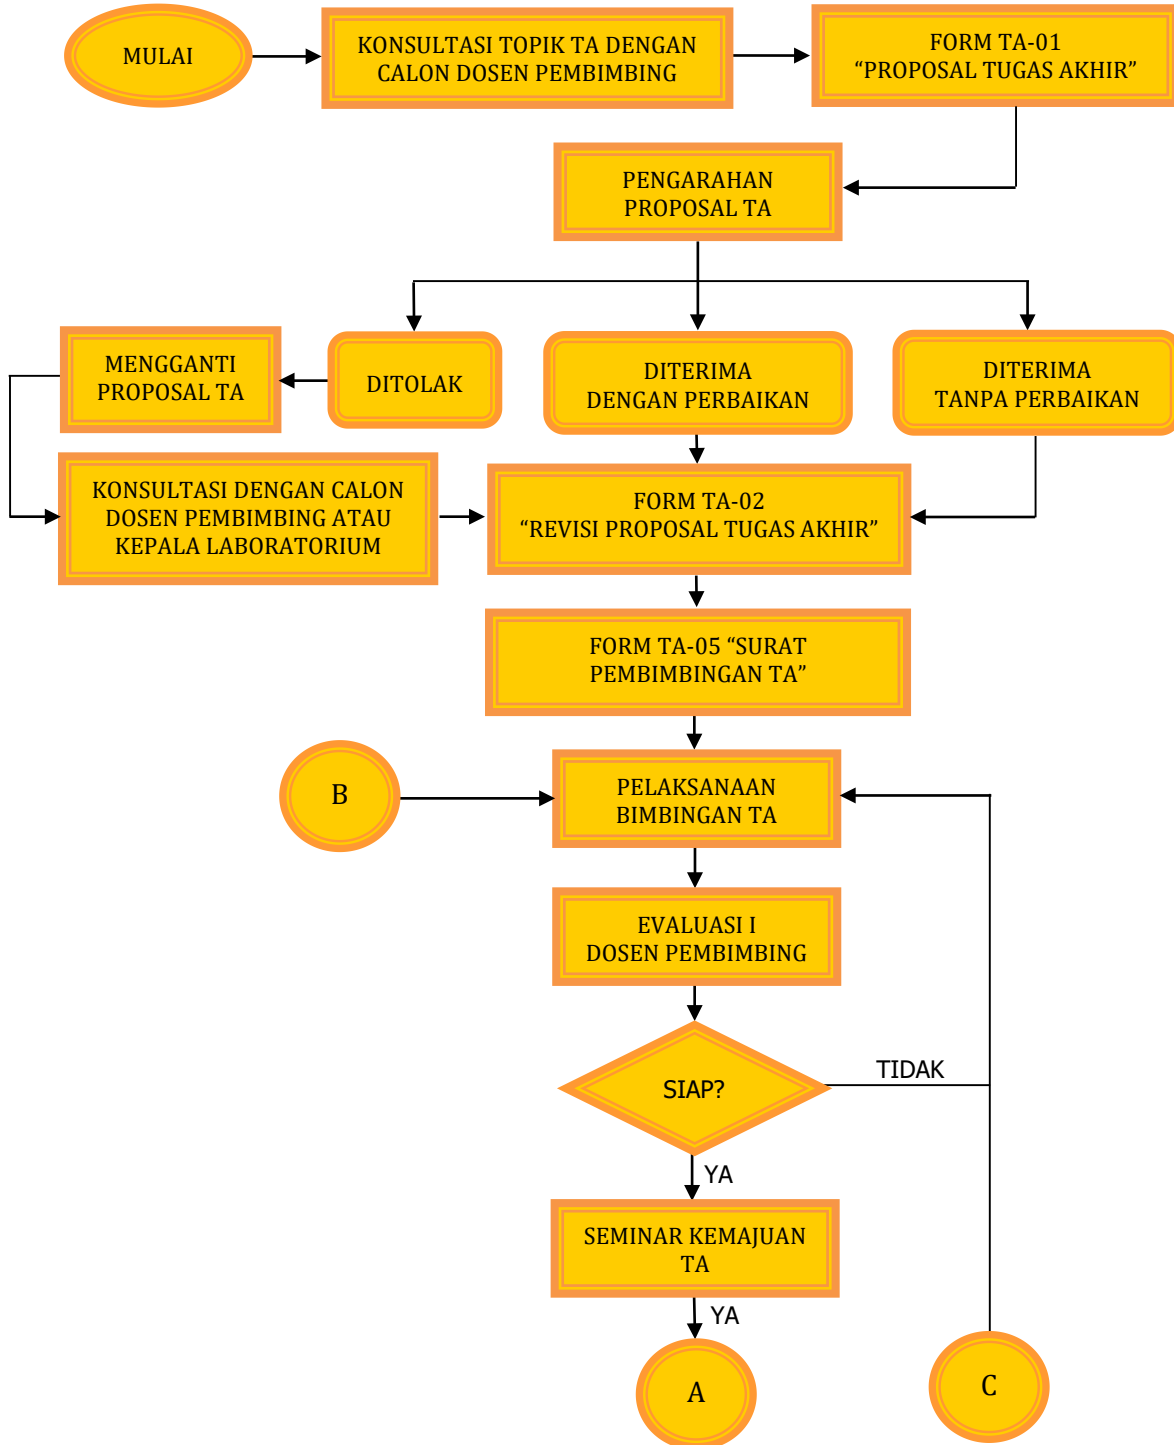 MULAI
KONSULTASI TOPIK TA DENGAN
CALON DOSEN PEMBIMBING
FORM TA-01
“PROPOSAL TUGAS AKHIR”
PENGARAHAN
PROPOSAL TA
MENGGANTI
PROPOSAL TA
DITOLAK
DITERIMA
DENGAN PERBAIKAN
DITERIMA
TANPA PERBAIKAN
KONSULTASI DENGAN CALON
DOSEN PEMBIMBING ATAU
KEPALA LABORATORIUM
FORM TA-02
“REVISI PROPOSAL TUGAS AKHIR”
FORM TA-05 “SURAT
PEMBIMBINGAN TA”
B
PELAKSANAAN
BIMBINGAN TA
EVALUASI I
DOSEN PEMBIMBING
SIAP?
TIDAK
YA
SEMINAR KEMAJUAN
TA
YA
A
C